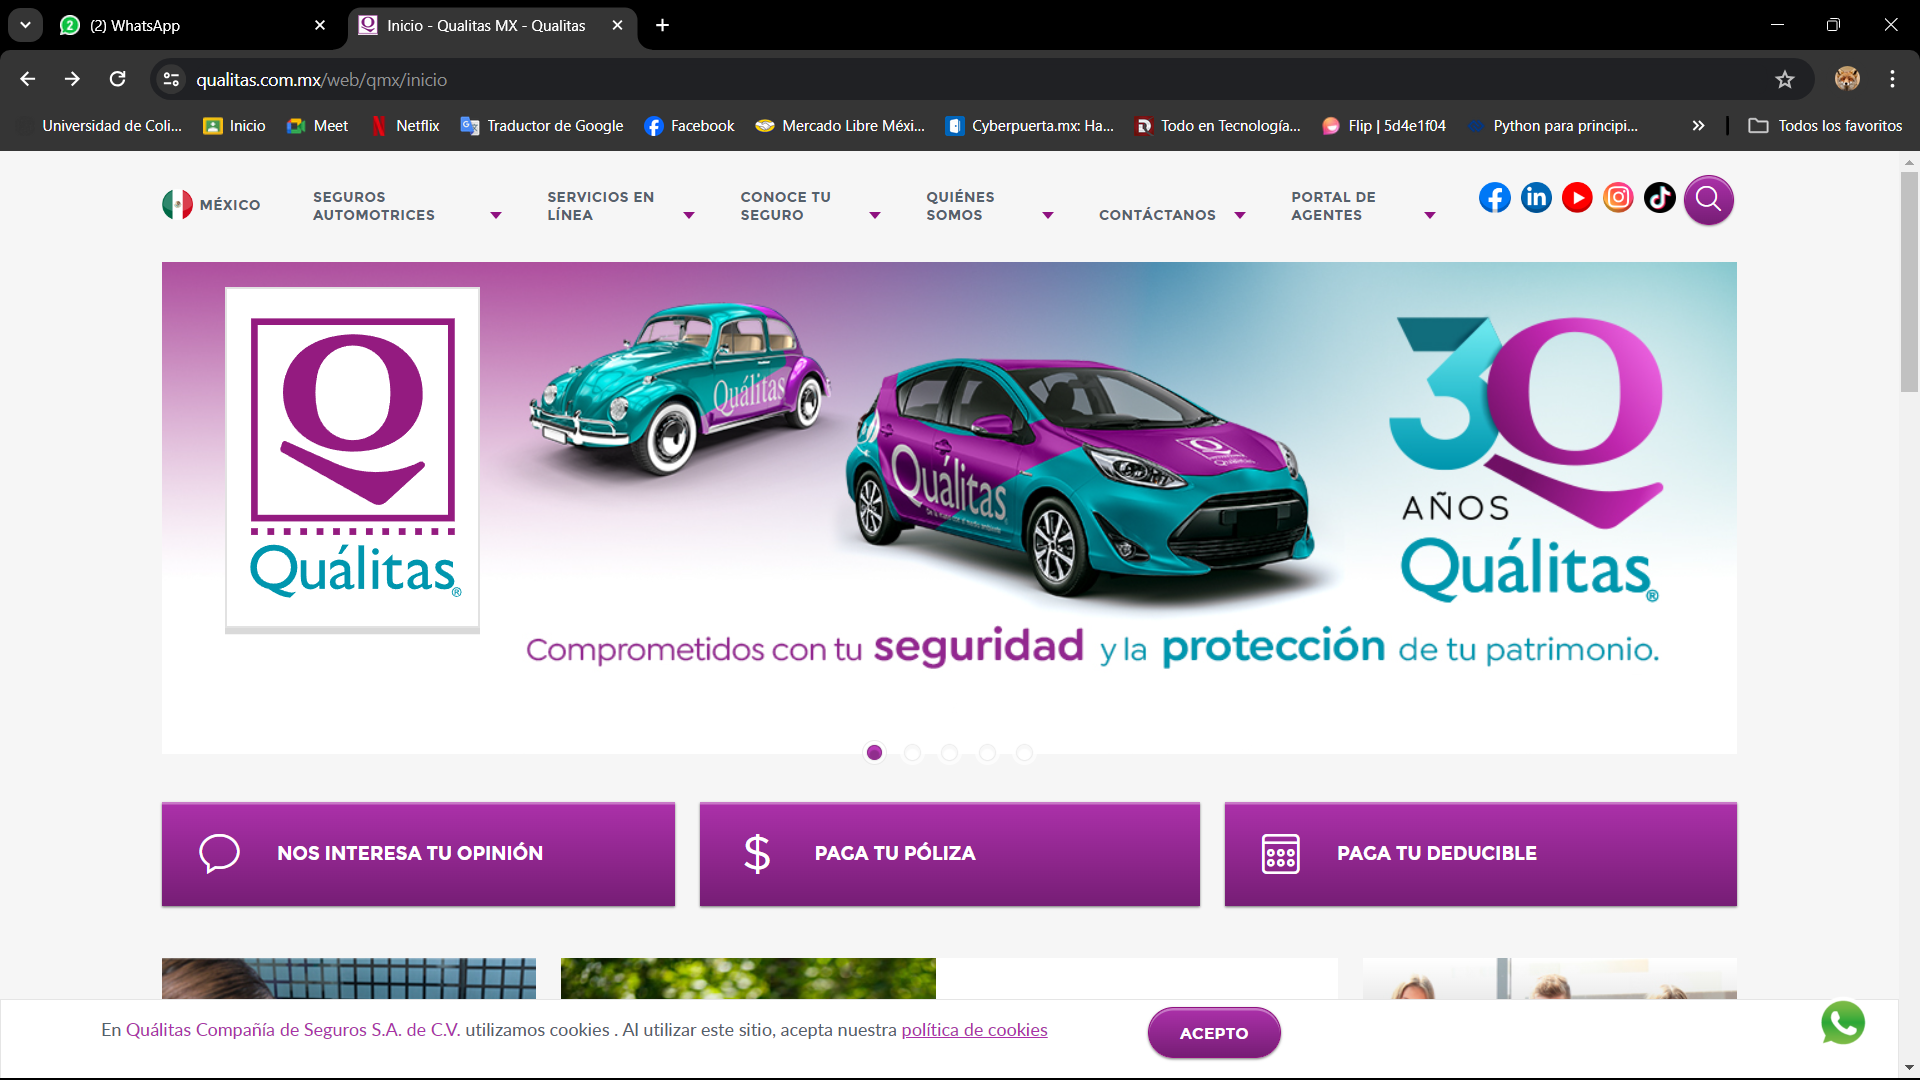 (2) WhatsApp
Inicio - Qualitas MX - Qualitas
qualitas.com.mx/web/qmx/inicio
Universidad de Coli...
Inicio
Meet
Netflix
Traductor de Google
Facebook
Mercado Libre Méxi...
Cyberpuerta.mx: Ha...
Todo en Tecnología...
Flip | 5d4e1f04
Python para principi...
Todos los favoritos
MÉXICO
SEGUROS
AUTOMOTRICES
SERVICIOS EN
LÍNEA
CONOCE TU
SEGURO
QUIÉNES
SOMOS
CONTÁCTANOS
PORTAL DE
AGENTES
Quálitas®
Quálitas
Quálitas
30
AÑOS
Quálitas®
Comprometidos con tu seguridad y la protección de tu patrimonio.
NOS INTERESA TU OPINIÓN
$ PAGA TU PÓLIZA
PAGA TU DEDUCIBLE
En Quálitas Compañía de Seguros S.A. de C.V. utilizamos cookies . Al utilizar este sitio, acepta nuestra política de cookies
ACEPTO